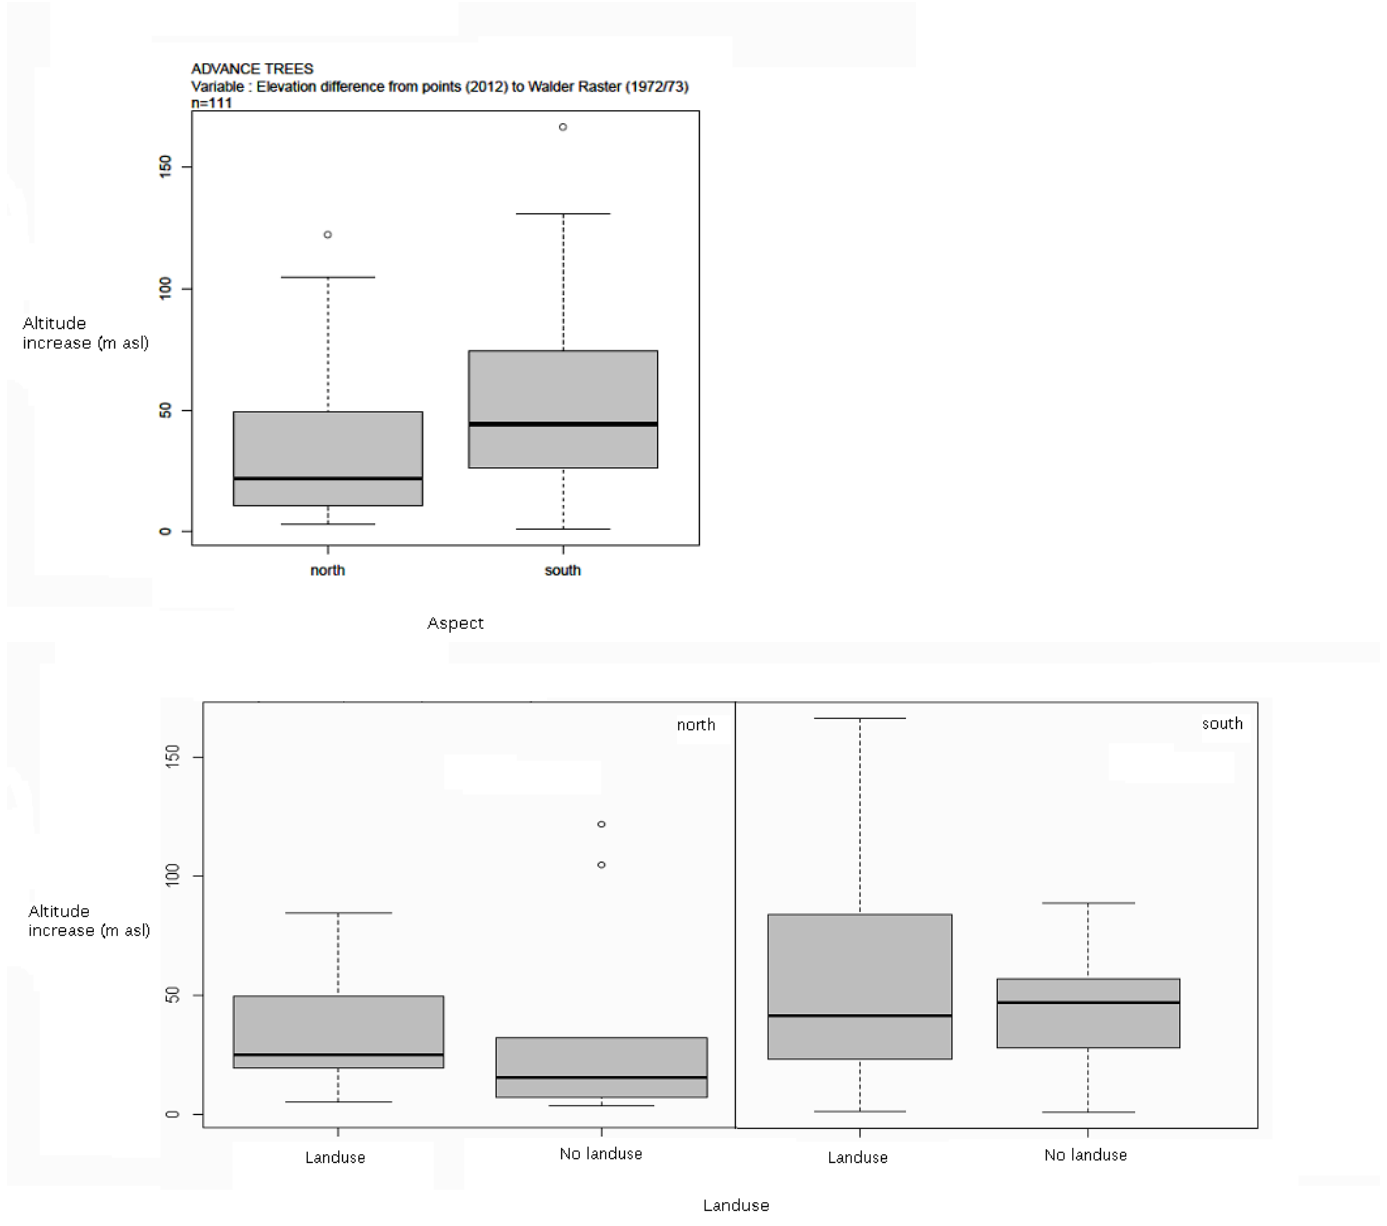 ADVANCE TREES
Variable : Elevation difference from points (2012) to Walder Raster (1972/73)
n=111
150
100
50
0
Altitude
increase (m asl)
north
south
Aspect
north
south
150
100
50
0
Altitude
increase (m asl)
Landuse
No landuse
Landuse
No landuse
Landuse